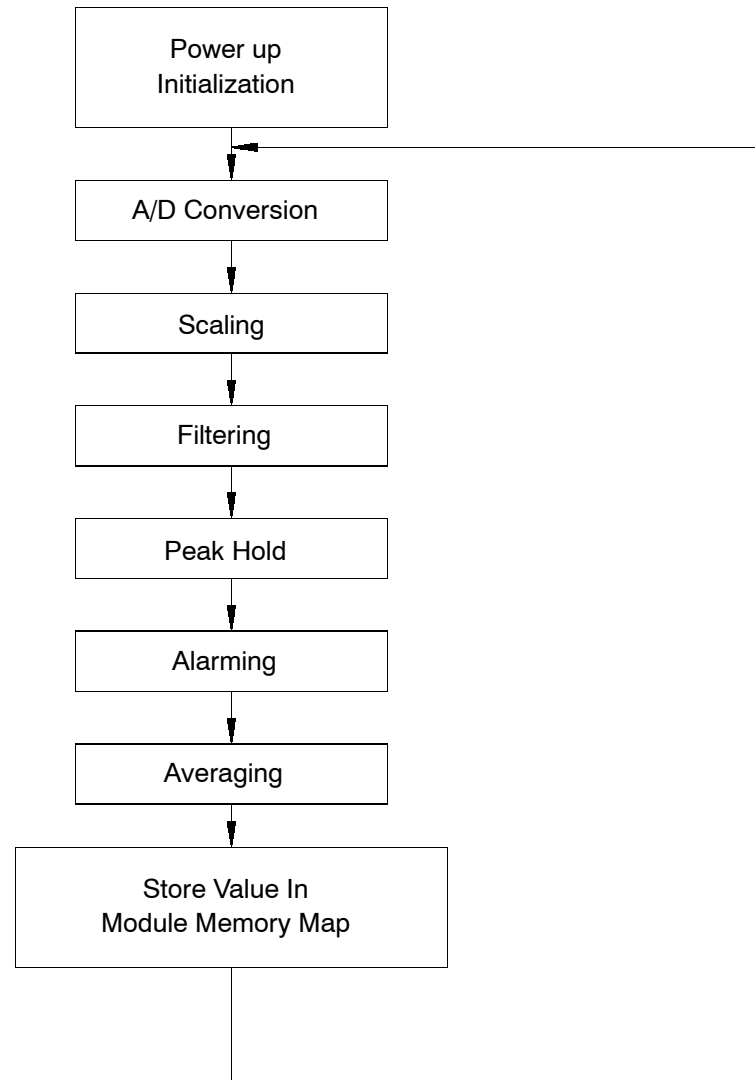 Power up
Initialization
A/D Conversion
Scaling
Filtering
Peak Hold
Alarming
Averaging
Store Value In
Module Memory Map